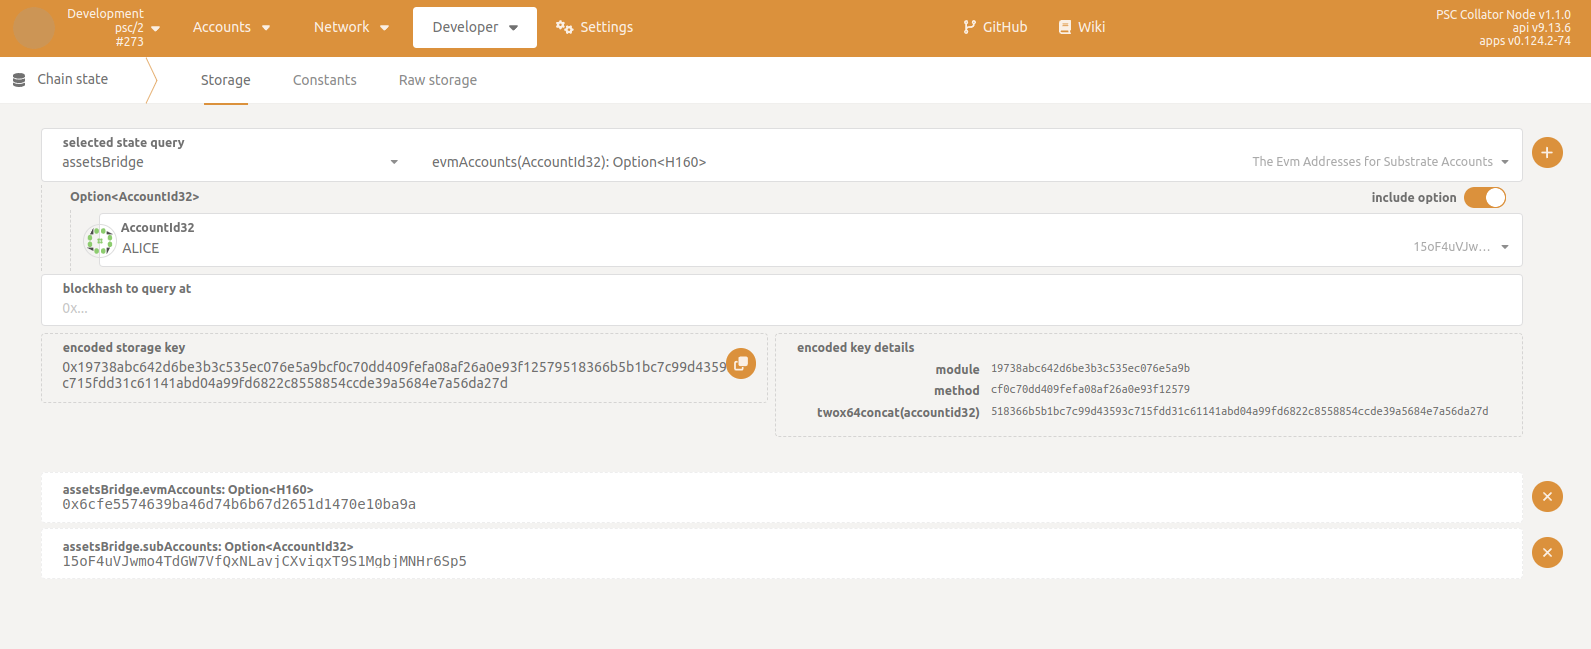 Development
psc/2
#273
Accounts
Network
Developer
Settings
GitHub
Wiki
PSC Collator Node v1.1.0
api v9.13.6
apps v0.124.2-74
Chain state
Storage
Constants
Raw storage
selected state query
assetsBridge
evmAccounts(AccountId32): Option<H160>
The Evm Addresses for Substrate Accounts
Option<AccountId32>
include option
AccountId32
ALICE
15oF4uVJw…
blockhash to query at
0x...
encoded storage key
0x19738abc642d6be3b3c535ec076e5a9bcf0c70dd409fefa08af26a0e93f12579518366b5b1bc7c99d4359
c715fdd31c61141abd04a99fd6822c8558854ccde39a5684e7a56da27d
encoded key details
module 19738abc642d6be3b3c535ec076e5a9b
method cf0c70dd409fefa08af26a0e93f12579
twox64concat(accountid32) 518366b5b1bc7c99d43593c715fdd31c61141abd04a99fd6822c8558854ccde39a5684e7a56da27d
assetsBridge.evmAccounts: Option<H160>
0x6cfe5574639ba46d74b6b67d2651d1470e10ba9a
assetsBridge.subAccounts: Option<AccountId32>
15oF4uVJwmo4TdGW7VfQxNLavjCXviqxT9S1MgbjMNHr6Sp5